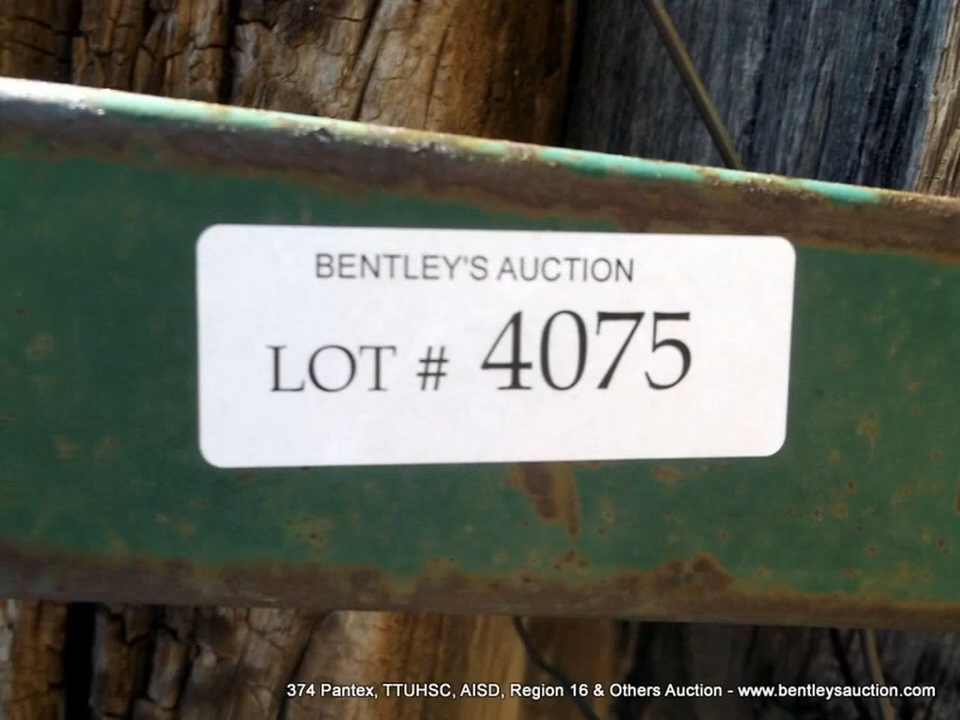 BENTLEY'S AUCTION
LOT # 4075
374 Pantex, TTUHSC, AISD, Region 16 & Others Auction - www.bentleysauction.com